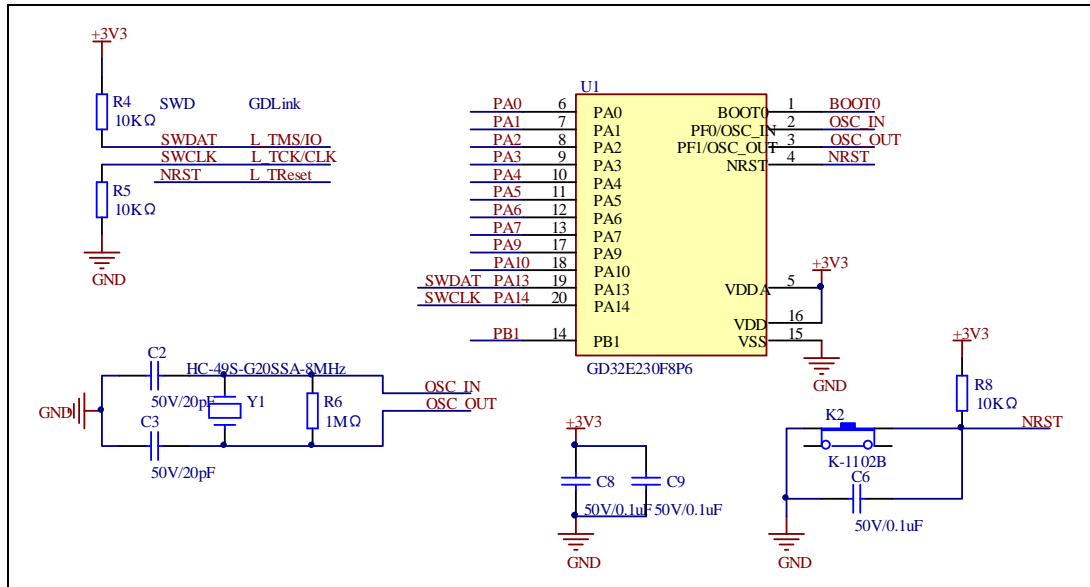 +3V3
R4
10KΩ
SWD GDLink
SWDAT L_TMS/IO
SWCLK L_TCK/CLK
NRST L_TReset
R5
10KΩ
GND
U1
PA0 6 PA0
PA1 7 PA1
PA2 8 PA2
PA3 9 PA3
PA4 10 PA4
PA5 11 PA5
PA6 12 PA6
PA7 13 PA7
PA9 17 PA9
PA10 18 PA10
SWDAT PA13 19 PA13
SWCLK PA14 20 PA14
PB1 14 PB1
BOOT0 1 BOOT0
PF0/OSC_IN 2 OSC_IN
PF1/OSC_OUT 3 OSC_OUT
NRST 4 NRST
+3V3
VDDA 5
VDD 16
VSS 15
GND
GD32E230F8P6
C2
HC-49S-G20SSA-8MHz
50V/20pF
GND
Y1
R6
1MΩ
OSC_IN
OSC_OUT
C3
50V/20pF
+3V3
C8
50V/0.1uF
C9
50V/0.1uF
GND
+3V3
R8
10KΩ
K2
NRST
K-1102B
C6
50V/0.1uF
GND